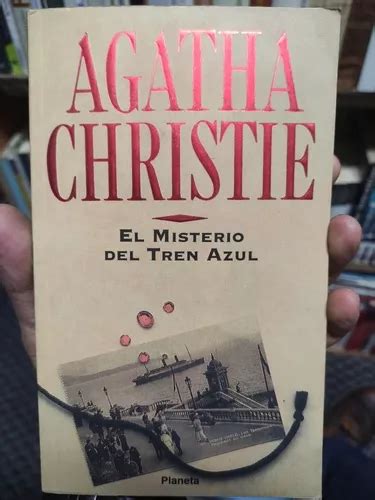 AGATHA
CHRISTIE
EL MISTERIO
DEL TREN AZUL
Planeta